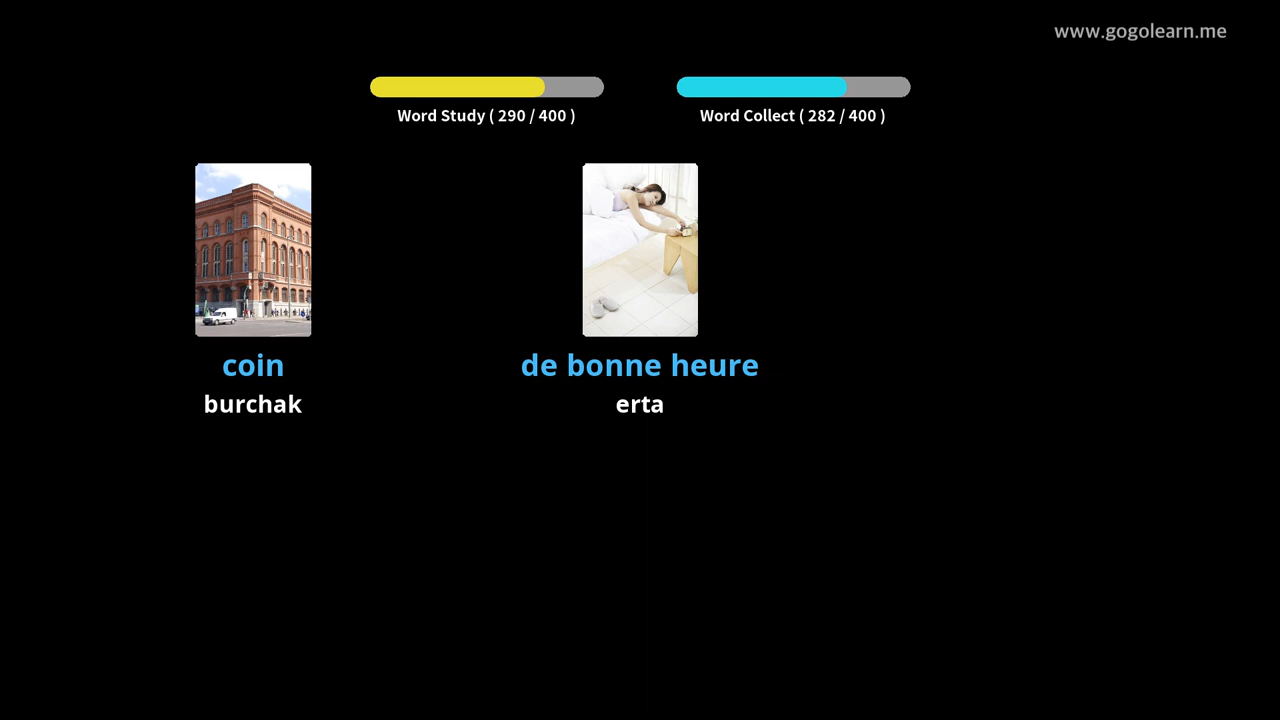 www.gogolearn.me
Word Study ( 290 / 400 )
Word Collect ( 282 / 400 )
coin
burchak
de bonne heure
erta